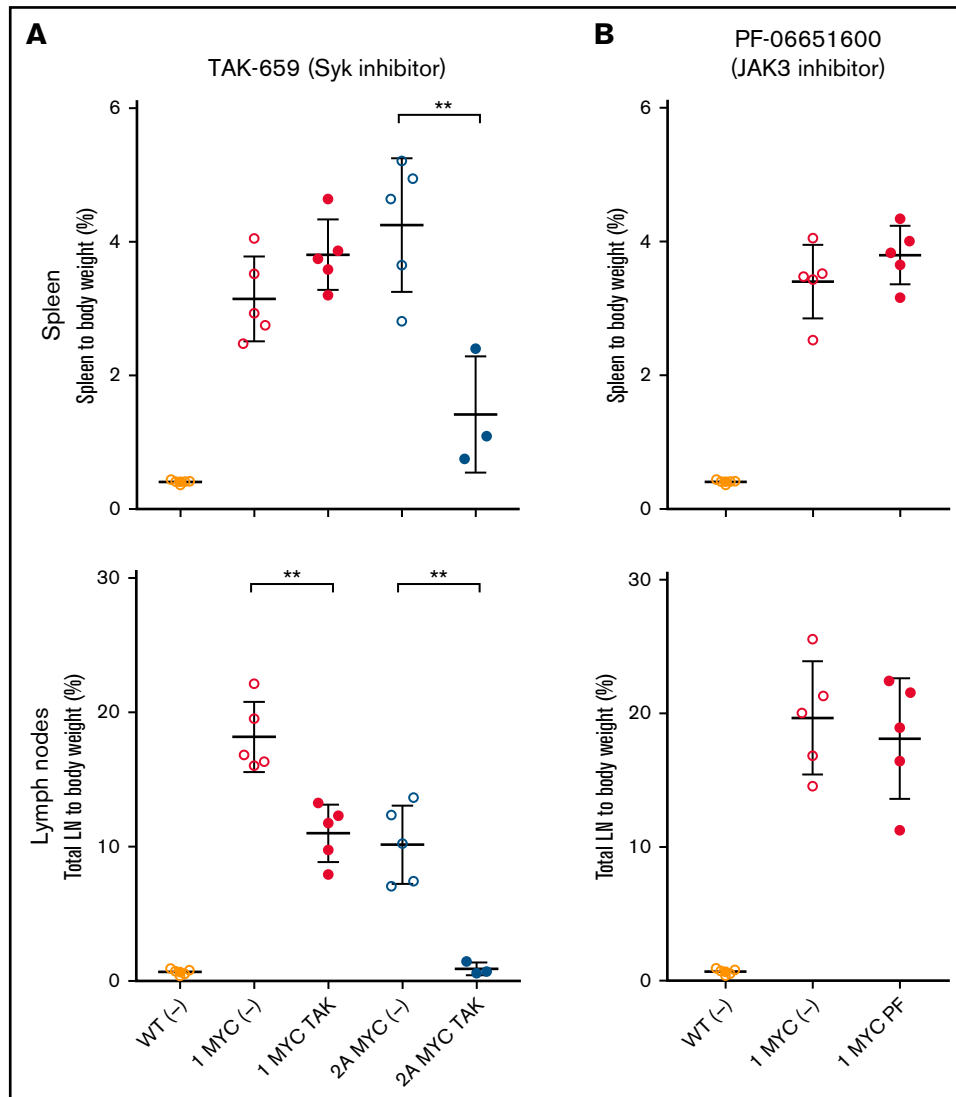 A
TAK-659 (Syk inhibitor)
B
PF-06651600
(JAK3 inhibitor)
Spleen
Spleen to body weight (%)
6
4
2
0
**
Spleen to body weight (%)
6
4
2
0
Lymph nodes
Total LN to body weight (%)
30
20
10
0
**
**
WT (–)
1 MYC (–)
1 MYC TAK
2A MYC (–)
2A MYC TAK
Total LN to body weight (%)
30
20
10
0
WT (–)
1 MYC (–)
1 MYC PF